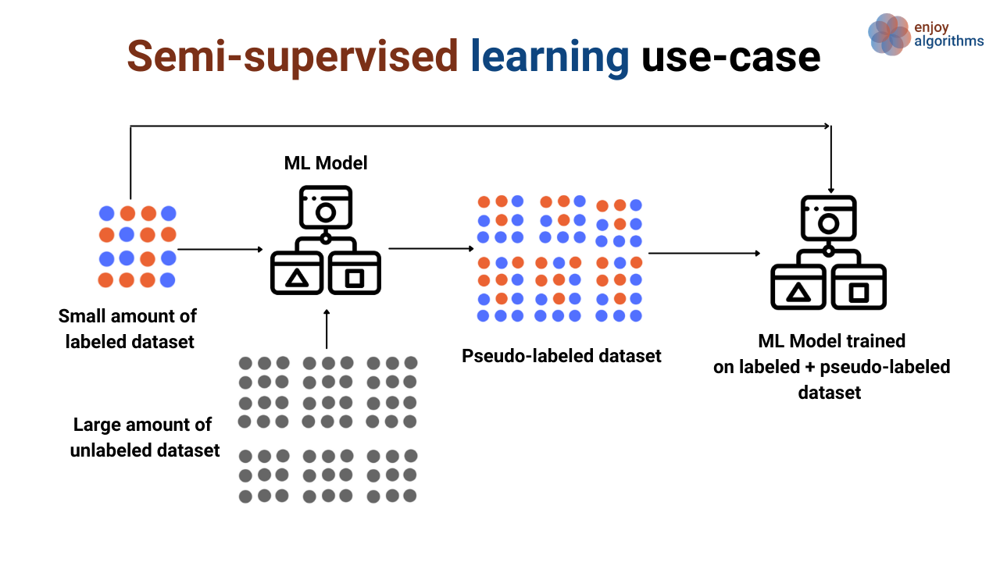 Semi-supervised learning use-case
enjoy
algorithms
ML Model
Small amount of
labeled dataset
Large amount of
unlabeled dataset
Pseudo-labeled dataset
ML Model trained
on labeled + pseudo-labeled
dataset